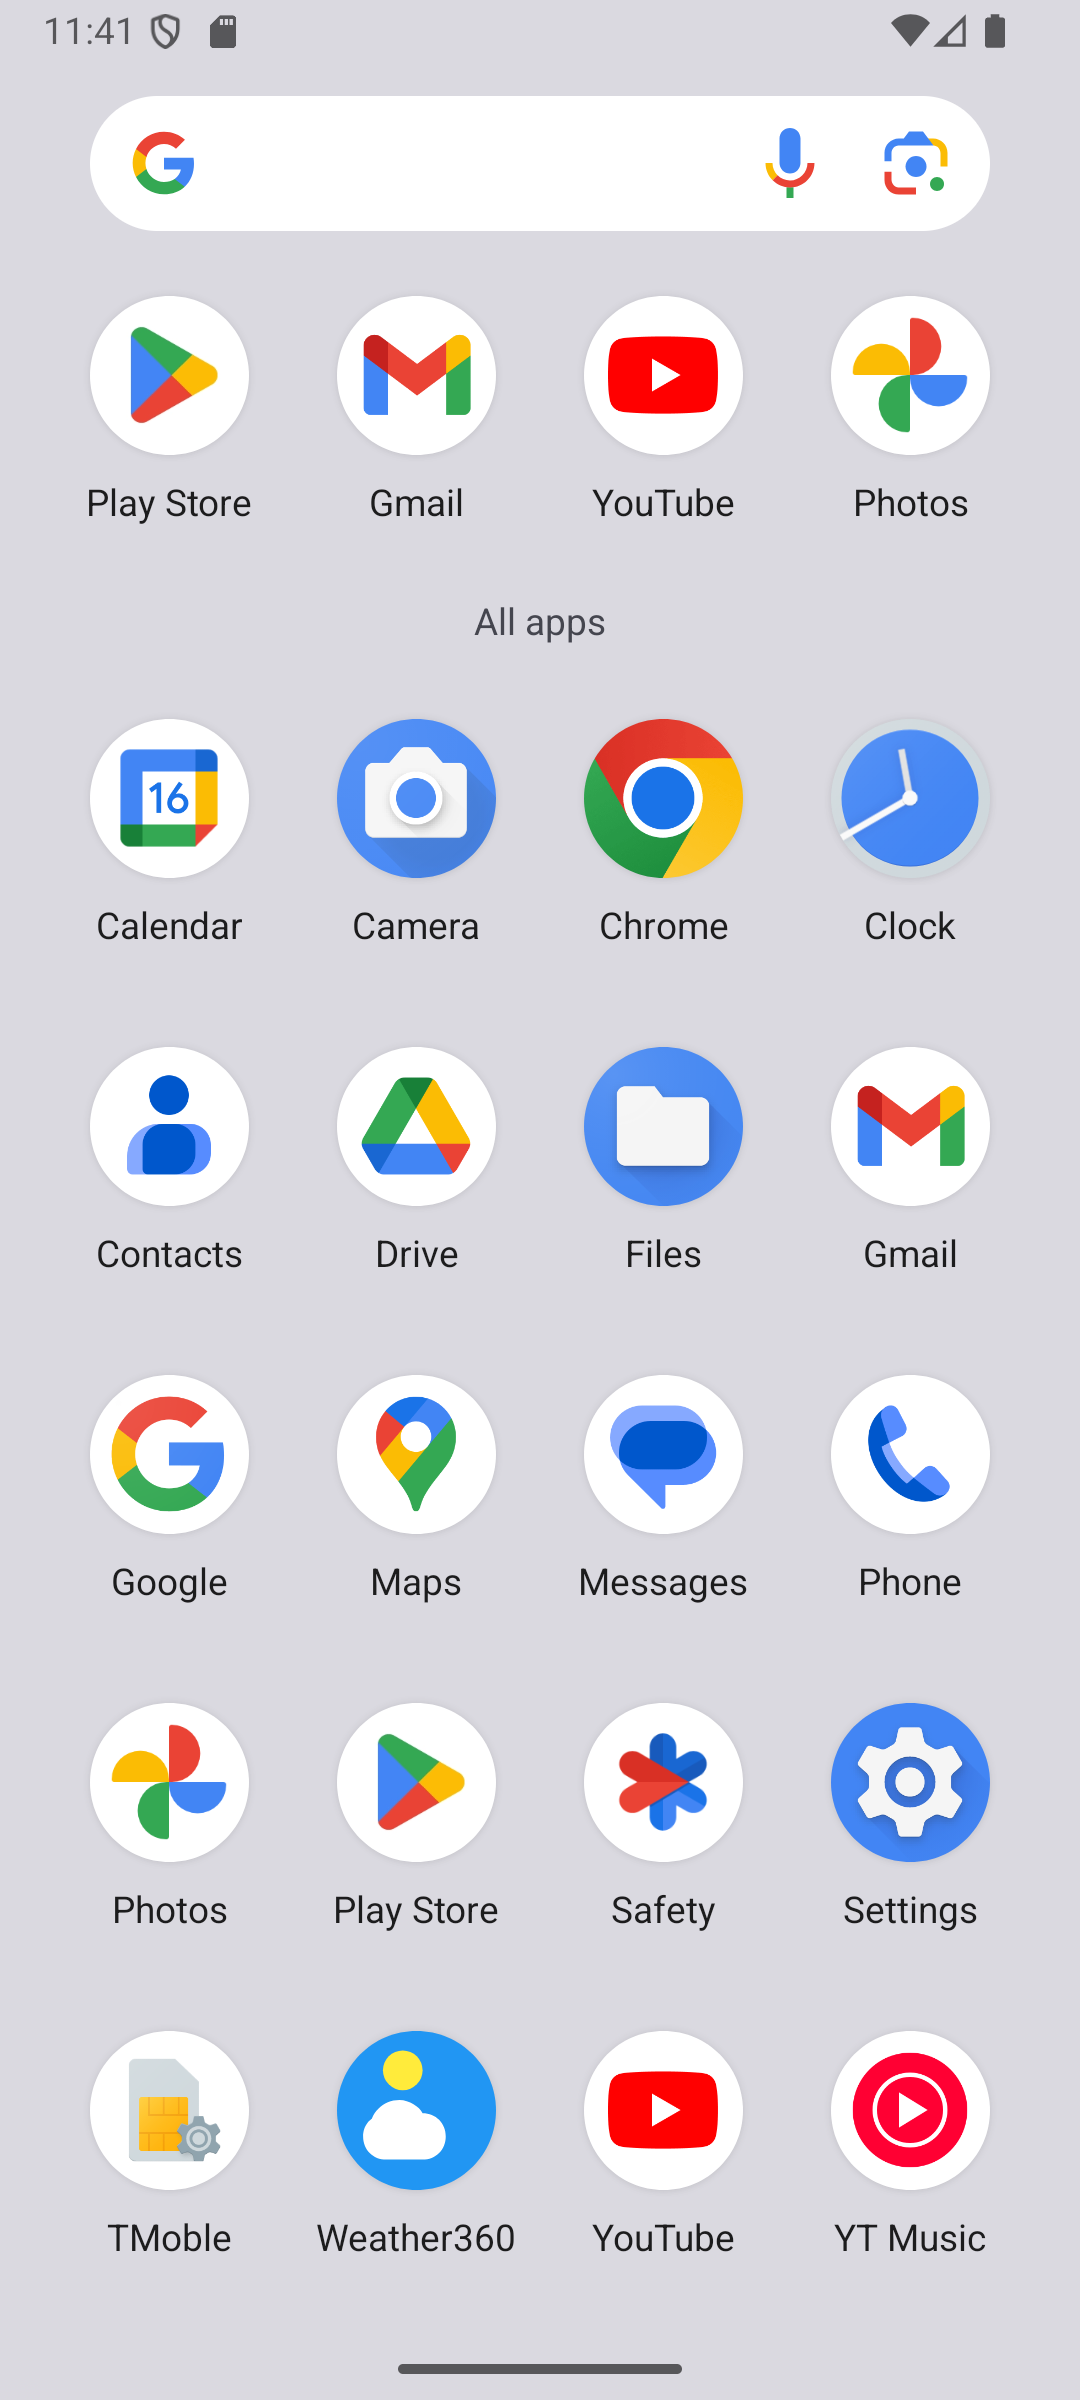 11:41
Play Store Gmail YouTube Photos
All apps
16
Calendar Camera Chrome Clock
Contacts Drive Files Gmail
Google Maps Messages Phone
Photos Play Store Safety Settings
TMoble Weather360 YouTube YT Music